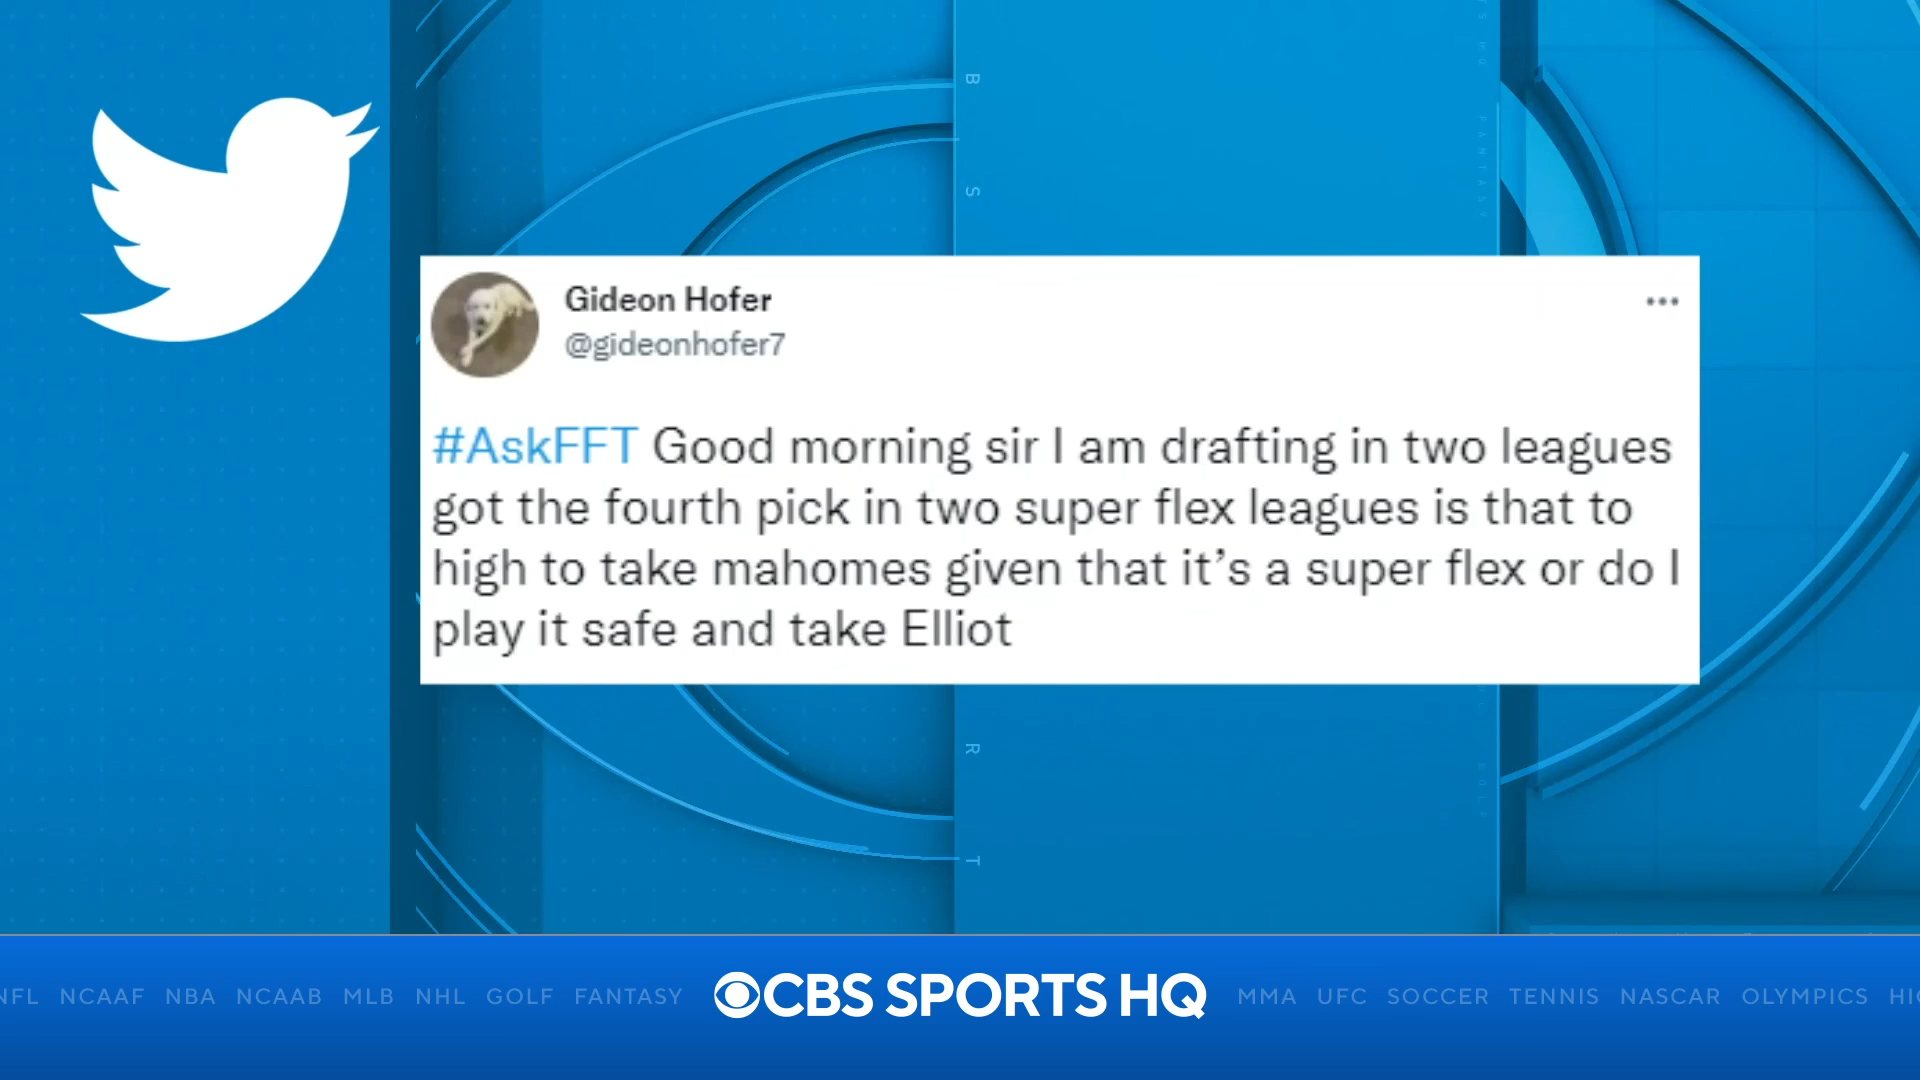 B
S
Gideon Hofer
@gideonhofer7
#AskFFT Good morning sir I am drafting in two leagues
got the fourth pick in two super flex leagues is that to
high to take mahomes given that it’s a super flex or do I
play it safe and take Elliot
R
T
NFL NCAAF NBA NCAAB MLB NHL GOLF FANTASY CBS SPORTS HQ MMA UFC SOCCER TENNIS NASCAR OLYMPICS